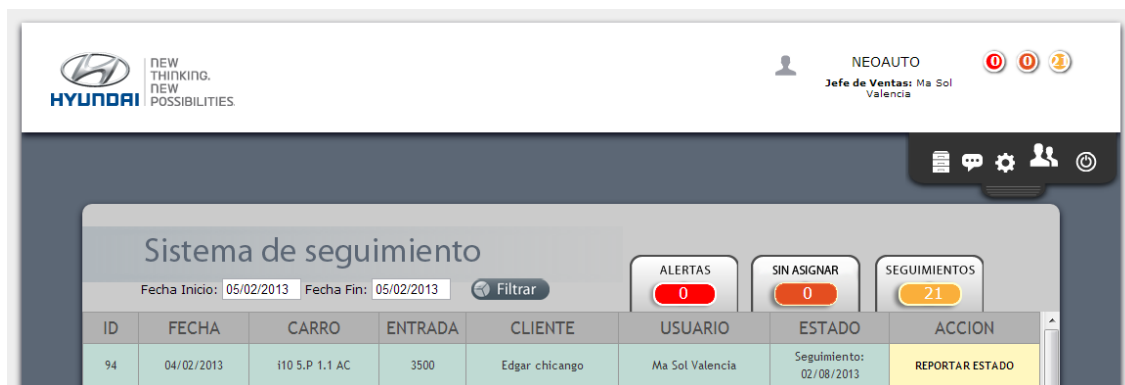 HYUNDAI
NEW
THINKING.
NEW
POSSIBILITIES.
NEOAUTO
Jefe de Ventas: Ma Sol
Valencia
0 0 21
Sistema de seguimiento
Fecha Inicio: 05/02/2013 Fecha Fin: 05/02/2013 Filtrar
ALERTAS
0
SIN ASIGNAR
0
SEGUIMIENTOS
21
ID FECHA CARRO ENTRADA CLIENTE USUARIO ESTADO ACCION
94 04/02/2013 i10 5.P 1.1 AC 3500 Edgar chicango Ma Sol Valencia Seguimiento:
02/08/2013 REPORTAR ESTADO